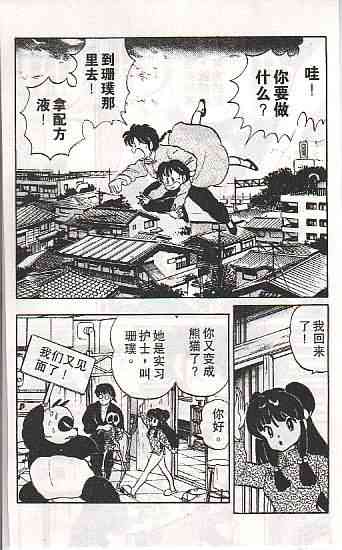 哇！
你要做
什么？
到珊璞那
里去！
拿配方
液！
我回来
了！
你又变成
熊猫了？
你好。
她是实习
护士，叫
珊璞。
我们又见
面了！